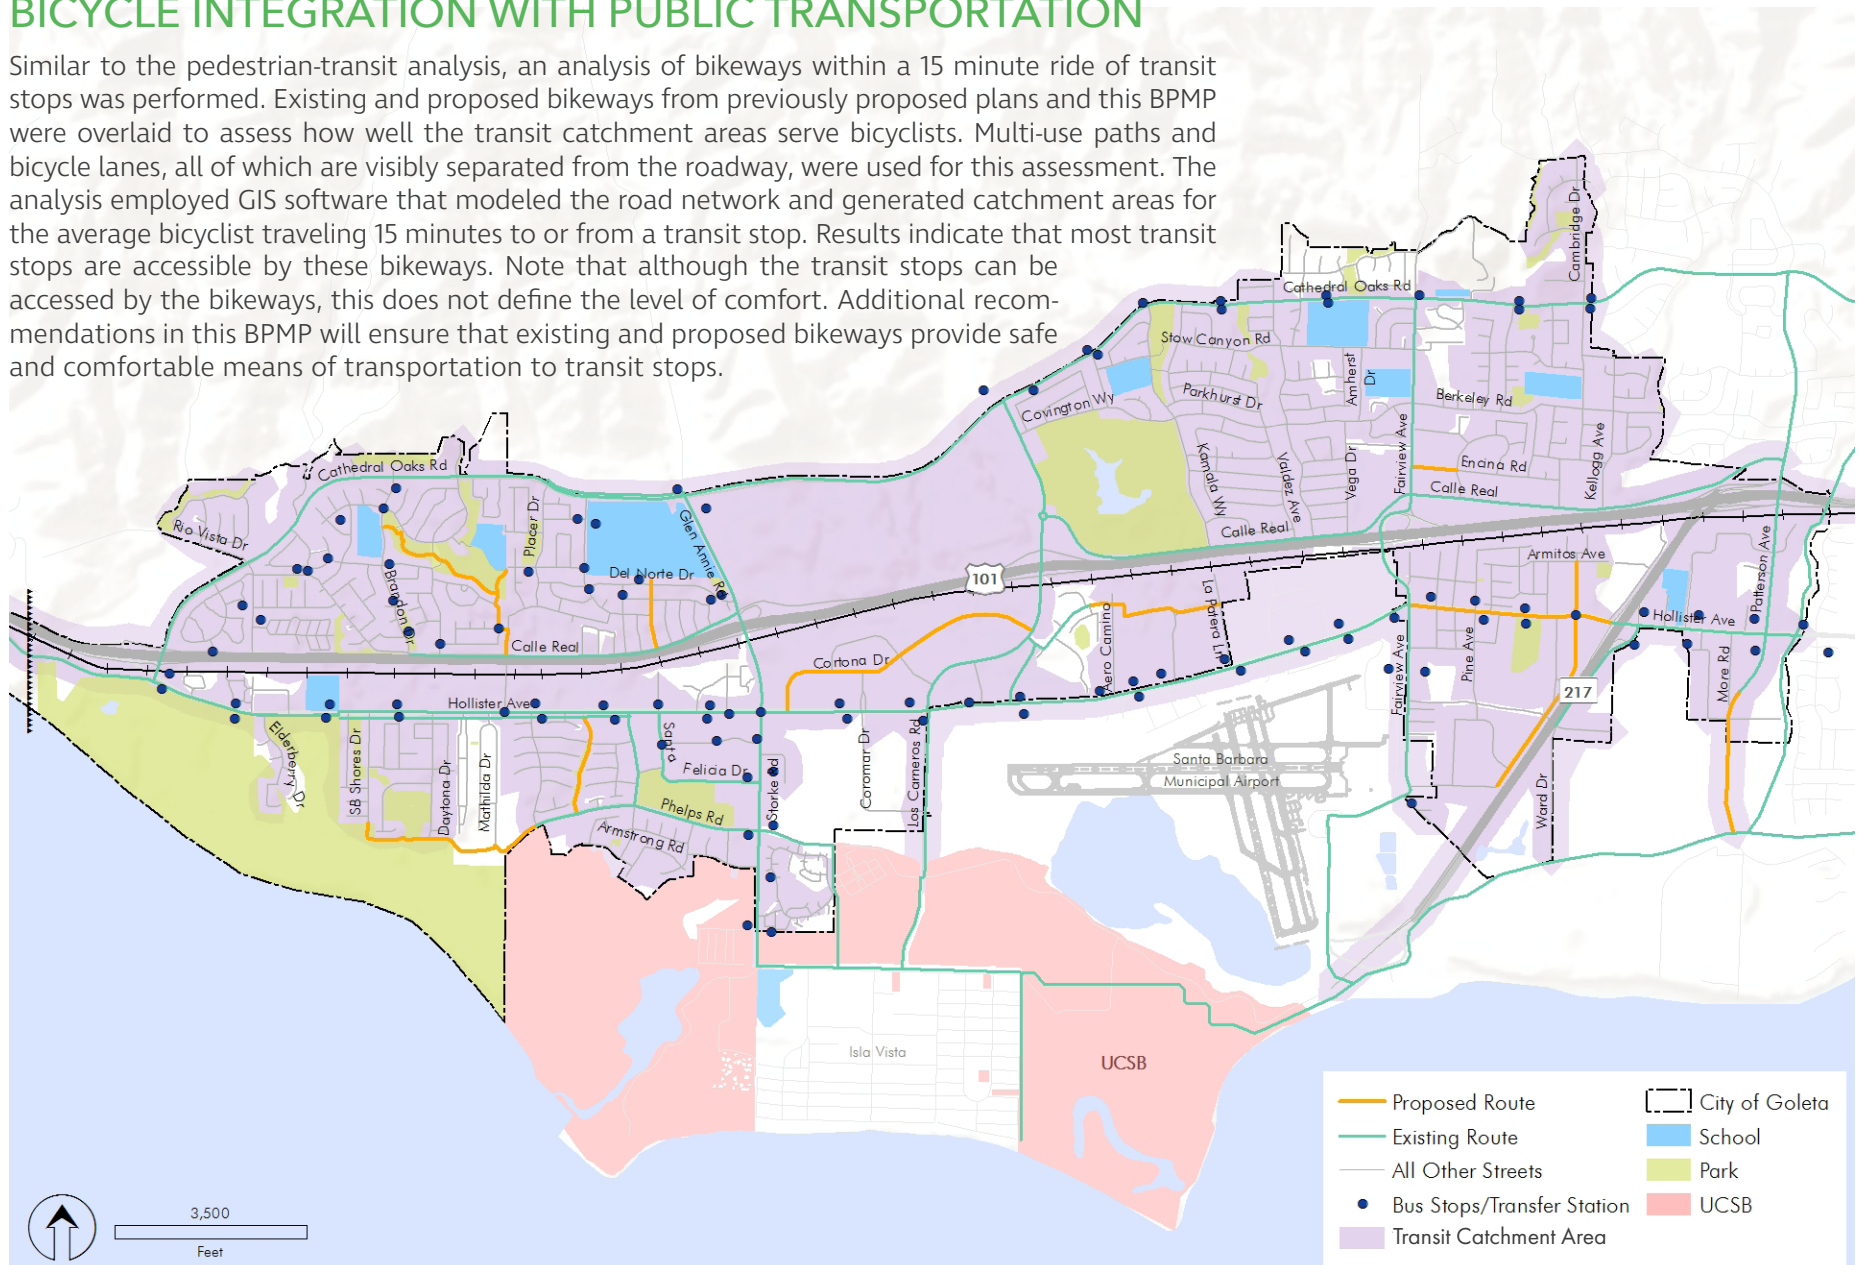 BICYCLE INTEGRATION WITH PUBLIC TRANSPORTATION
Similar to the pedestrian-transit analysis, an analysis of bikeways within a 15 minute ride of transit
stops was performed. Existing and proposed bikeways from previously proposed plans and this BPMP
were overlaid to assess how well the transit catchment areas serve bicyclists. Multi-use paths and
bicycle lanes, all of which are visibly separated from the roadway, were used for this assessment. The
analysis employed GIS software that modeled the road network and generated catchment areas for
the average bicyclist traveling 15 minutes to or from a transit stop. Results indicate that most transit
stops are accessible by these bikeways. Note that although the transit stops can be
accessed by the bikeways, this does not define the level of comfort. Additional recom-
mendations in this BPMP will ensure that existing and proposed bikeways provide safe
and comfortable means of transportation to transit stops.
Cambridge Dr
Cathedral Oaks Rd
Stow Canyon Rd
Amherst
Dr
Parkhurst Dr
Covington Wy
Berkeley Rd
Fairview Ave
Kellogg Ave
Kamala Wy
Valdez Ave
Vega Dr
Encina Rd
Calle Real
Calle Real
Cathedral Oaks Rd
Rio Vista Dr
Placer Dr
Glen Annie Rd
Brandon Dr
Del Norte Dr
Calle Real
101
Armitos Ave
Patterson Ave
La Patera Ln
Aero Camino
Hollister Ave
Cortona Dr
Fairview Ave
Pine Ave
More Rd
217
Hollister Ave
Elderberry Dr
SB Shores Dr
Daytona Dr
Mathilda Dr
Santa
Felicia Dr
Storke Rd
Phelps Rd
Armstrong Rd
Coromar Dr
Los Carneros Rd
Santa Barbara
Municipal Airport
Ward Dr
Isla Vista
UCSB
3,500
Feet
Proposed Route
Existing Route
All Other Streets
Bus Stops/Transfer Station
Transit Catchment Area
City of Goleta
School
Park
UCSB